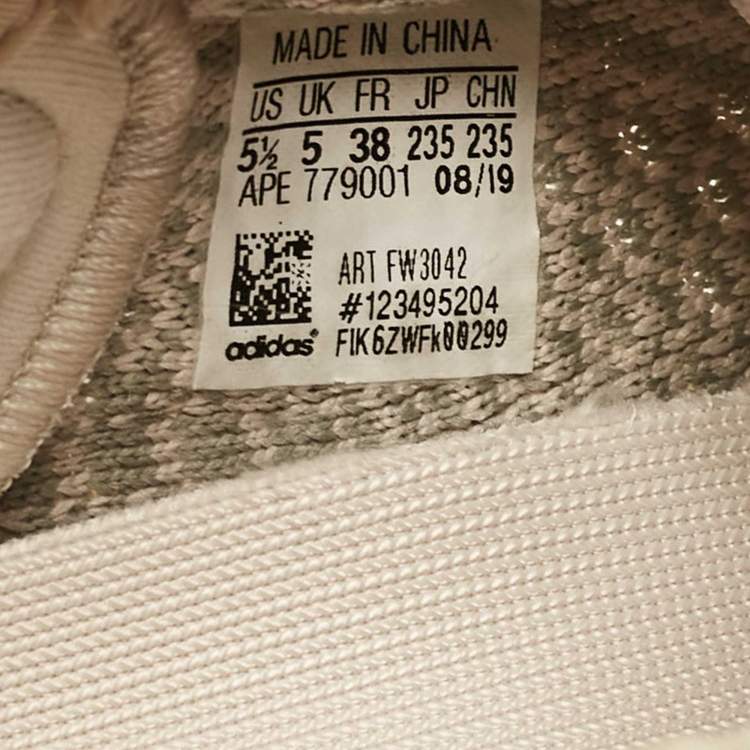 MADE IN CHINA
US UK FR JP CHN
5½ 5 38 235 235
APE 779001 08/19
ART FW3042
#123495204
adidas® FIK6ZWFk00299